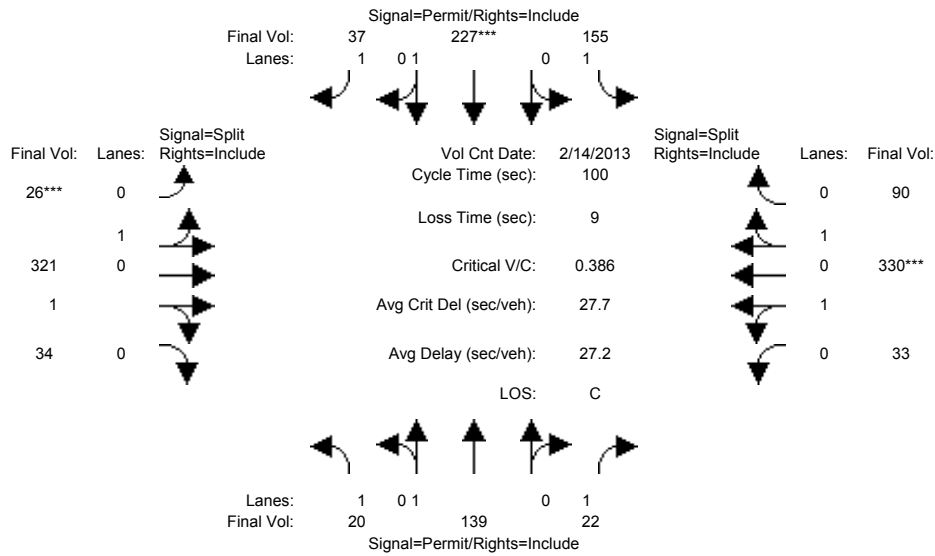 Signal=Permit/Rights=Include
Final Vol: 37 227*** 155
Lanes: 1 0 1 0 1
Signal=Split
Final Vol: Lanes: Rights=Include
Vol Cnt Date: 2/14/2013
Signal=Split
Rights=Include Lanes: Final Vol:
Cycle Time (sec): 100
26*** 0
0 90
Loss Time (sec): 9
1
1
321 0
Critical V/C: 0.386
0 330***
1
Avg Crit Del (sec/veh): 27.7
1
34 0
Avg Delay (sec/veh): 27.2
0 33
LOS: C
Lanes: 1 0 1 0 1
Final Vol: 20 139 22
Signal=Permit/Rights=Include